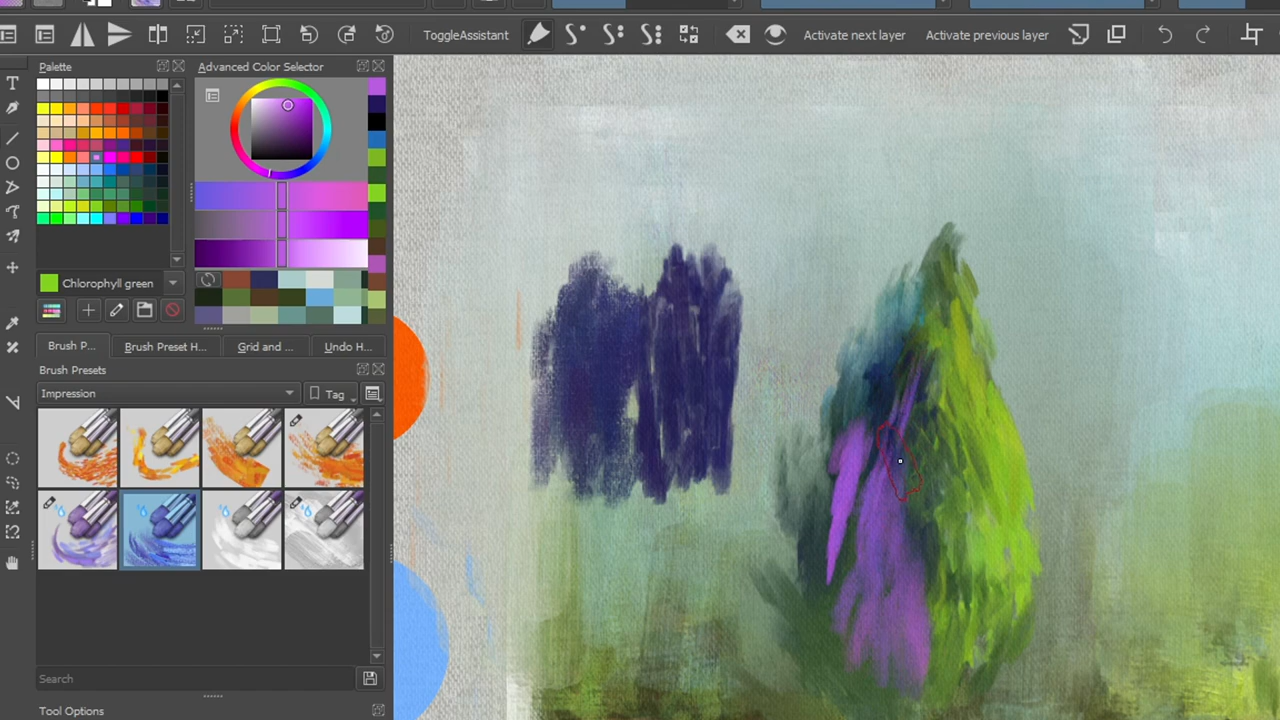 ToggleAssistant
Activate next layer
Activate previous layer
Palette
Advanced Color Selector
Chlorophyll green
Brush P...
Brush Preset H...
Grid and ...
Undo H...
Brush Presets
Impression
Tag
Search
Tool Options